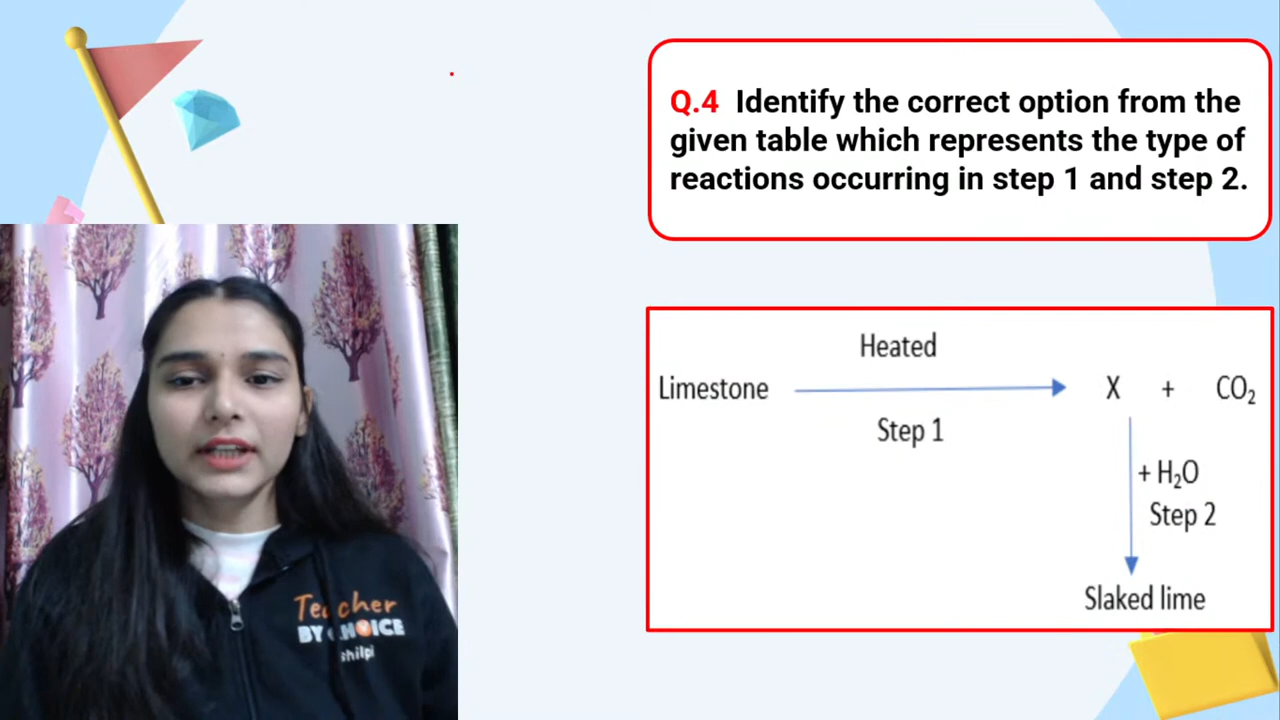 Q.4 Identify the correct option from the
given table which represents the type of
reactions occurring in step 1 and step 2.
Heated
Limestone
X + CO₂
Step 1
+ H₂O
Step 2
Slaked lime
Teacher
BY CHOICE
shilpi